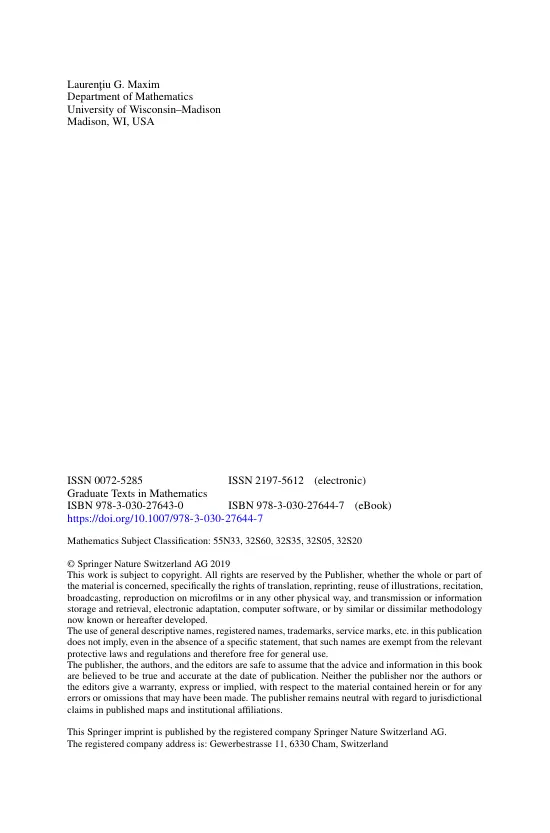 Laurențiu G. Maxim
Department of Mathematics
University of Wisconsin–Madison
Madison, WI, USA
ISSN 0072-5285 ISSN 2197-5612 (electronic)
Graduate Texts in Mathematics
ISBN 978-3-030-27643-0 ISBN 978-3-030-27644-7 (eBook)
https://doi.org/10.1007/978-3-030-27644-7
Mathematics Subject Classification: 55N33, 32S60, 32S35, 32S05, 32S20
© Springer Nature Switzerland AG 2019
This work is subject to copyright. All rights are reserved by the Publisher, whether the whole or part of
the material is concerned, specifically the rights of translation, reprinting, reuse of illustrations, recitation,
broadcasting, reproduction on microfilms or in any other physical way, and transmission or information
storage and retrieval, electronic adaptation, computer software, or by similar or dissimilar methodology
now known or hereafter developed.
The use of general descriptive names, registered names, trademarks, service marks, etc. in this publication
does not imply, even in the absence of a specific statement, that such names are exempt from the relevant
protective laws and regulations and therefore free for general use.
The publisher, the authors, and the editors are safe to assume that the advice and information in this book
are believed to be true and accurate at the date of publication. Neither the publisher nor the authors or
the editors give a warranty, express or implied, with respect to the material contained herein or for any
errors or omissions that may have been made. The publisher remains neutral with regard to jurisdictional
claims in published maps and institutional affiliations.
This Springer imprint is published by the registered company Springer Nature Switzerland AG.
The registered company address is: Gewerbestrasse 11, 6330 Cham, Switzerland